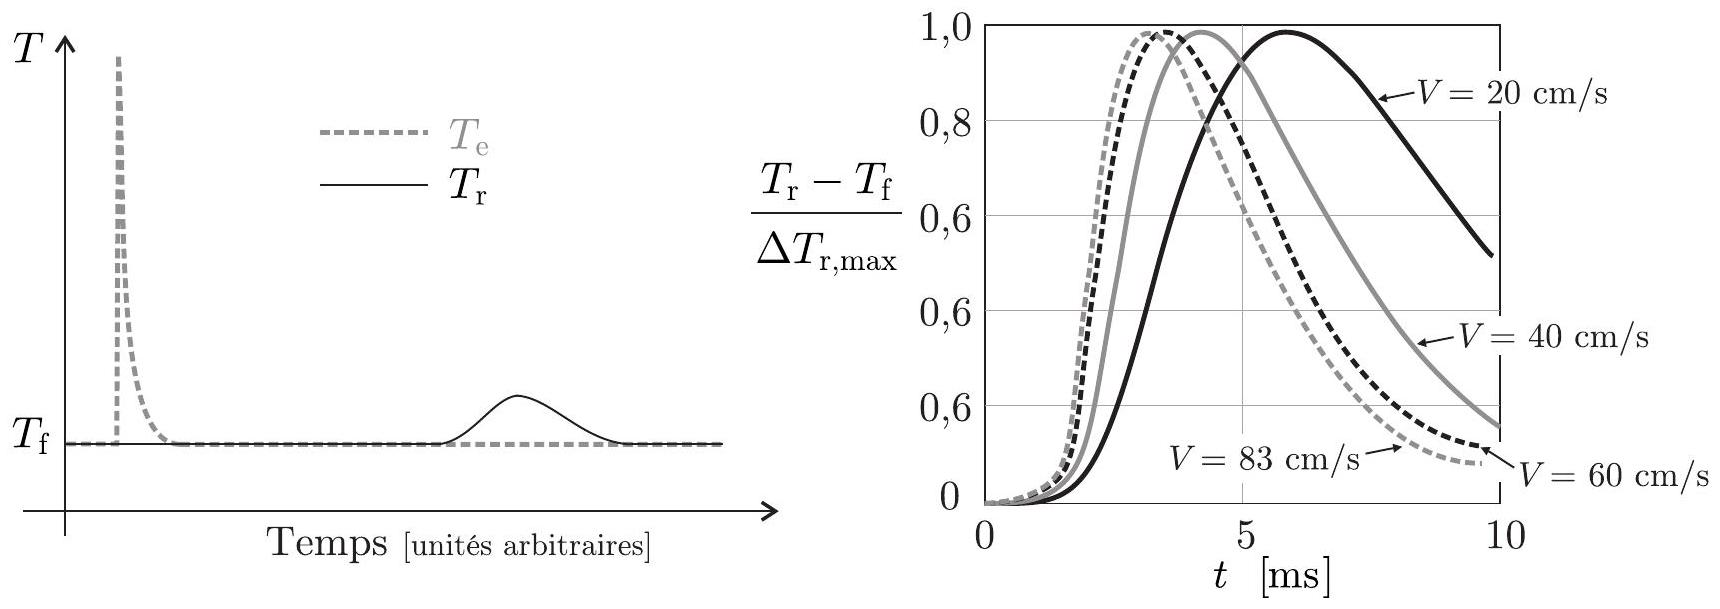 T
T_e
T_r
T_f
Temps [unités arbitraires]
T_r − T_f
ΔT_r,max
1,0
0,8
0,6
0,6
0,6
0
0
5
10
t [ms]
V = 20 cm/s
V = 40 cm/s
V = 83 cm/s
V = 60 cm/s